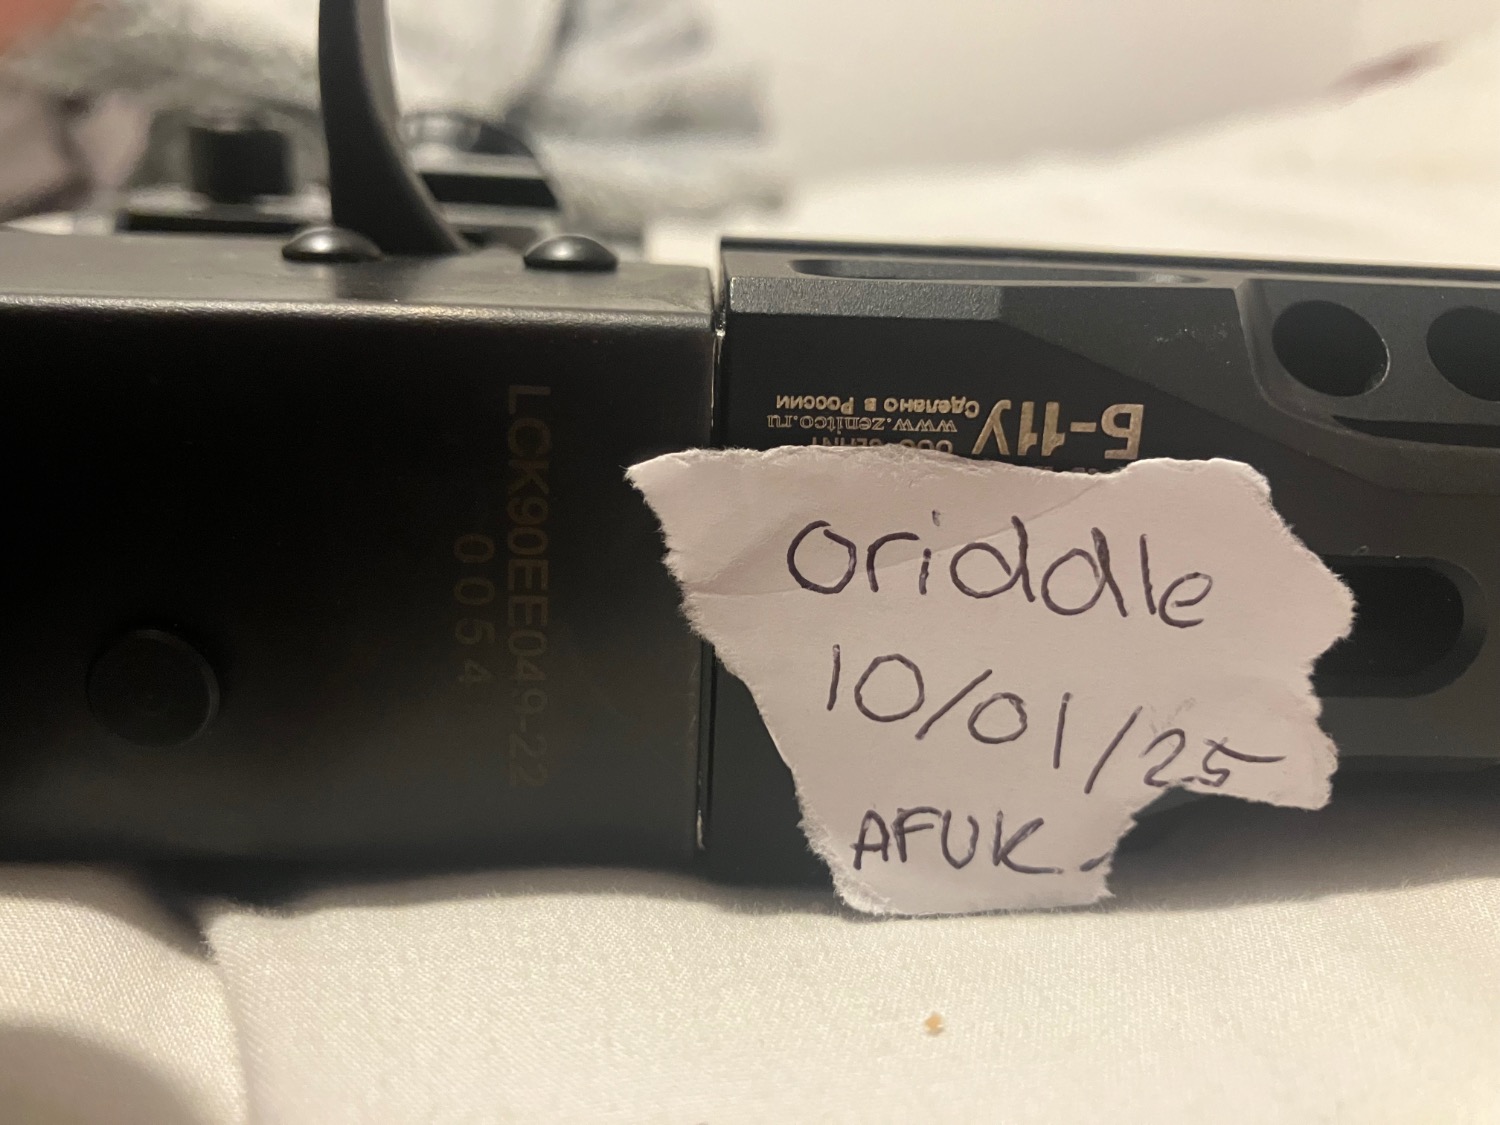 LCK90EE049-22
0054
Б-11У
Сделано в России
www.zenitco.ru
oriddle
10/01/25
AFUK